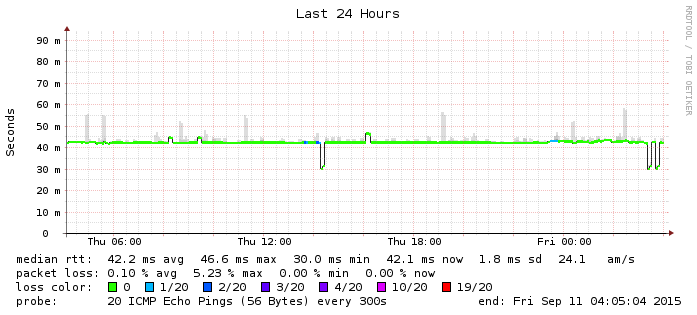 Last 24 Hours
RRDTOOL / TOBI OETIKER
Seconds
90 m
80 m
70 m
60 m
50 m
40 m
30 m
20 m
10 m
0
Thu 06:00 Thu 12:00 Thu 18:00 Fri 00:00
median rtt: 42.2 ms avg 46.6 ms max 30.0 ms min 42.1 ms now 1.8 ms sd 24.1 am/s
packet loss: 0.10 % avg 5.23 % max 0.00 % min 0.00 % now
loss color: 0 1/20 2/20 3/20 4/20 10/20 19/20
probe: 20 ICMP Echo Pings (56 Bytes) every 300s end: Fri Sep 11 04:05:04 2015